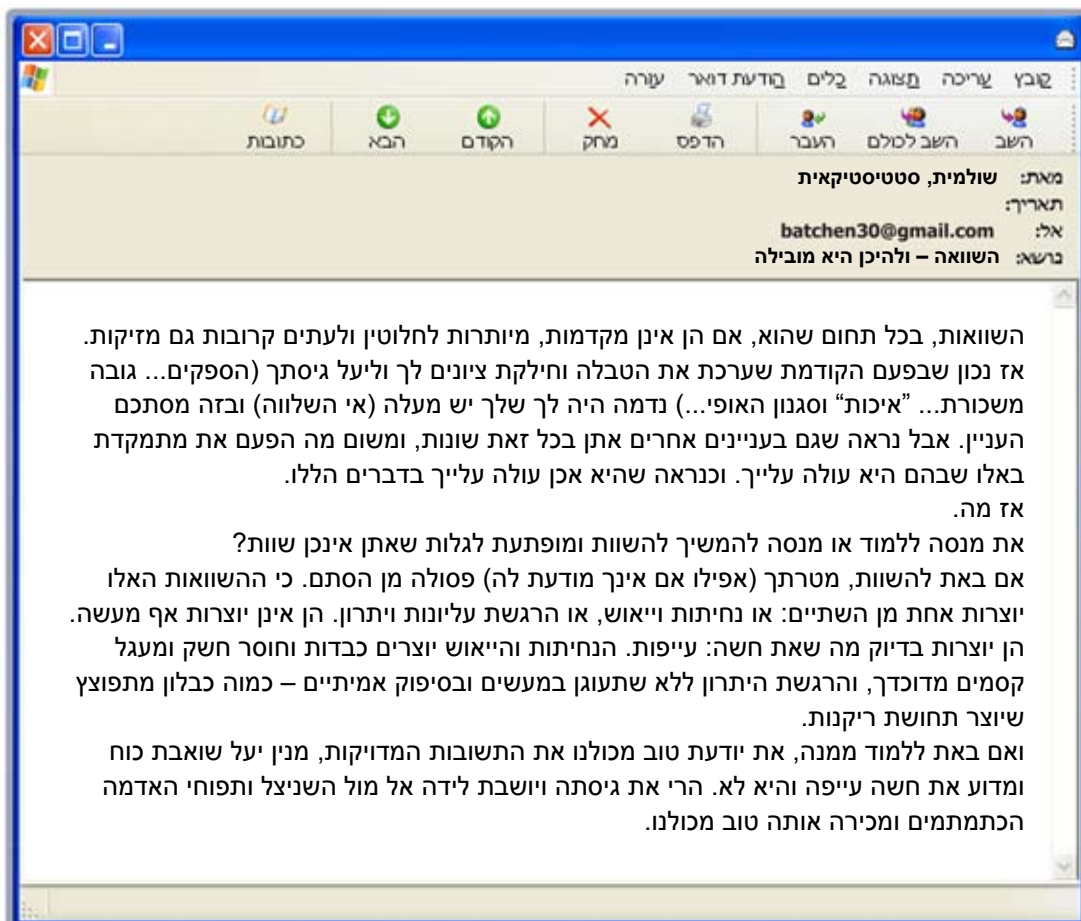 קובץ עריכה תצוגה כלים הודעת דואר עזרה
השב השב לכולם העבר הדפס מחק הקודם הבא כתובות
מאת: שולמית, סטטיסטיקאית
תאריך:
אל: batchen30@gmail.com
נושא: השוואה – ולהיכן היא מובילה
השוואות, בכל תחום שהוא, אם הן אינן מקדמות, מיותרות לחלוטין ולעתים קרובות גם מזיקות.
אז נכון שבפעם הקודמת שערכת את הטבלה וחילקת ציונים לך וליעל גיסתך (הספקים... גובה
משכורת... "איכות" וסגנון האופי...) נדמה היה לך שלך יש מעלה (אי השלווה) ובזה מסתכם
העניין. אבל נראה שגם בעניינים אחרים אתן בכל זאת שונות, ומשום מה הפעם את מתמקדת
באלו שבהם היא עולה עלייך. וכנראה שהיא אכן עולה עלייך בדברים הללו.
אז מה.
את מנסה ללמוד או מנסה להמשיך להשוות ומופתעת לגלות שאתן אינכן שוות?
אם באת להשוות, מטרתך (אפילו אם אינך מודעת לה) פסולה מן הסתם. כי ההשוואות האלו
יוצרות אחת מן השתיים: או נחיתות וייאוש, או הרגשת עליונות ויתרון. הן אינן יוצרות אף מעשה.
הן יוצרות בדיוק מה שאת חשה: עייפות. הנחיתות והייאוש יוצרים כבדות וחוסר חשק ומעגל
קסמים מדוכדך, והרגשת היתרון ללא שתעוגן במעשים ובסיפוק אמיתיים – כמוה כבלון מתפוצץ
שיוצר תחושת ריקנות.
ואם באת ללמוד ממנה, את יודעת טוב מכולנו את התשובות המדויקות, מנין יעל שואבת כוח
ומדוע את חשה עייפה והיא לא. הרי את גיסתה ויושבת לידה אל מול השניצל ותפוחי האדמה
הכתמתמים ומכירה אותה טוב מכולנו.